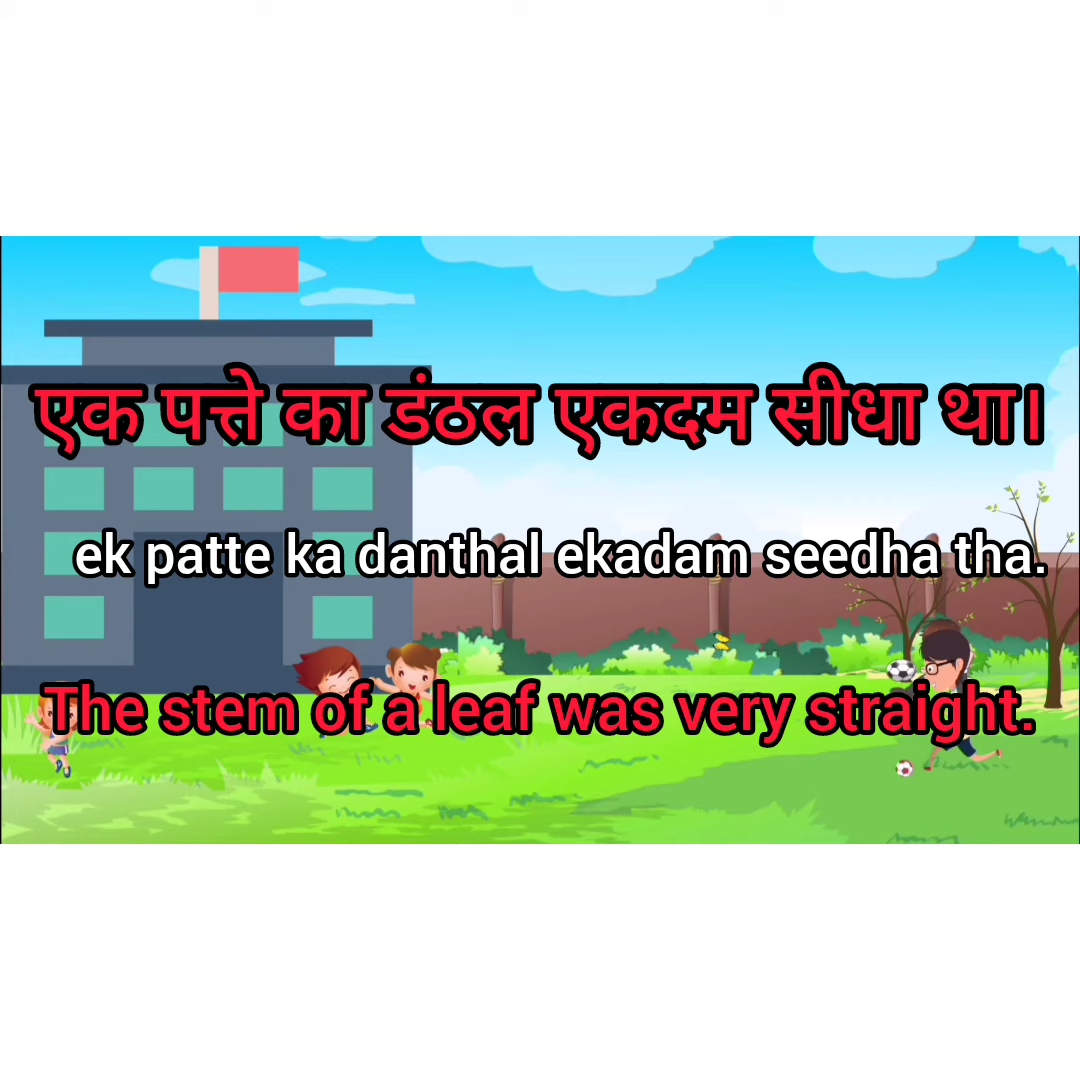 एक पत्ते का डंठल एकदम सीधा था।
ek patte ka danthal ekadam seedha tha.
The stem of a leaf was very straight.